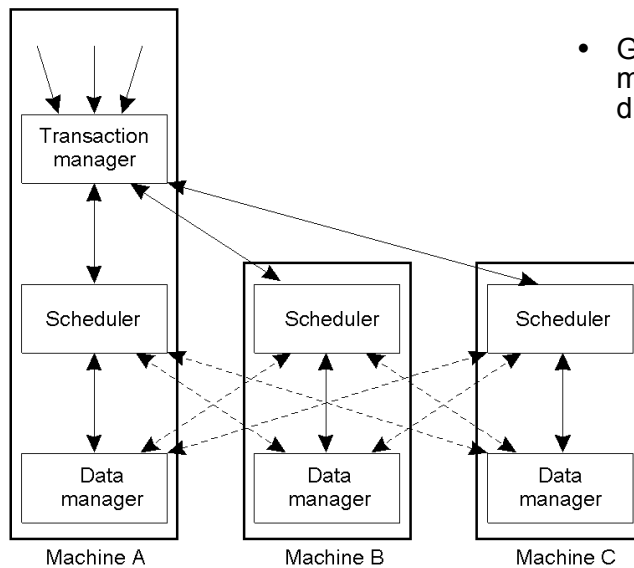 • G
m
d
Transaction
manager
Scheduler
Scheduler
Scheduler
Data
manager
Data
manager
Data
manager
Machine A
Machine B
Machine C